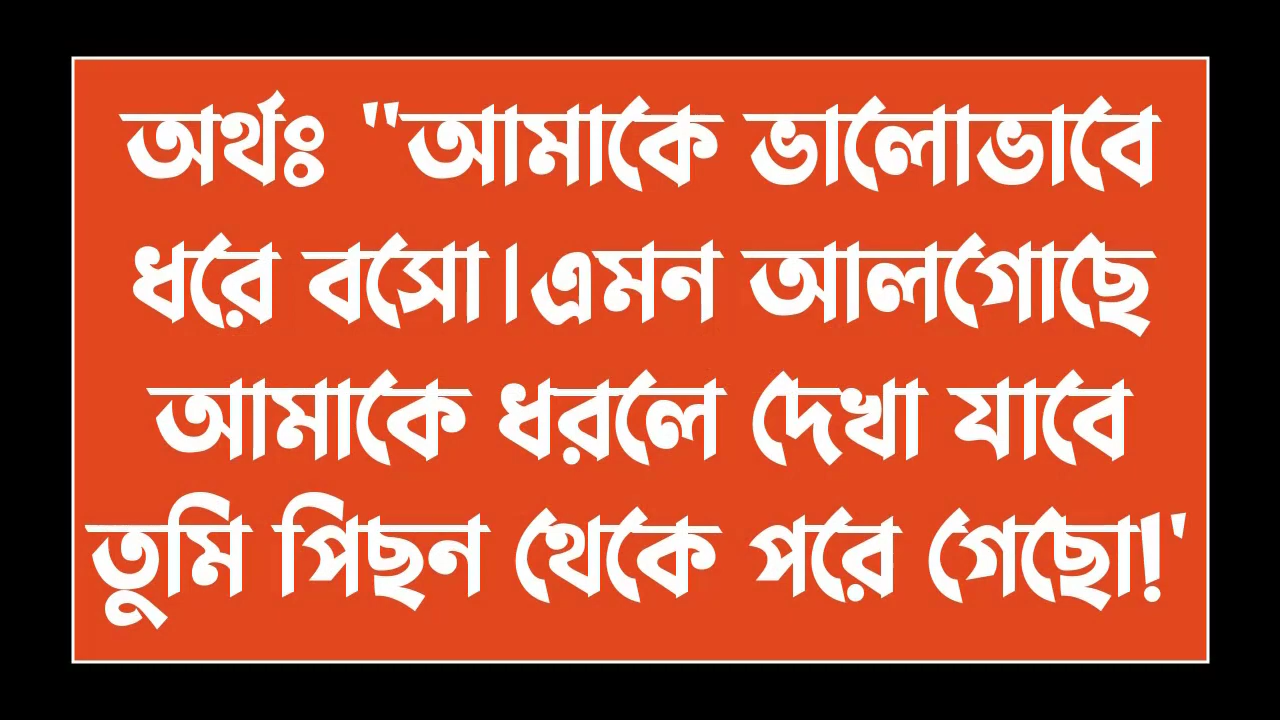 অর্থঃ "আমাকে ভালোভাবে
ধরে বসো।এমন আলগোছে
আমাকে ধরলে দেখা যাবে
তুমি পিছন থেকে পরে গেছো!'